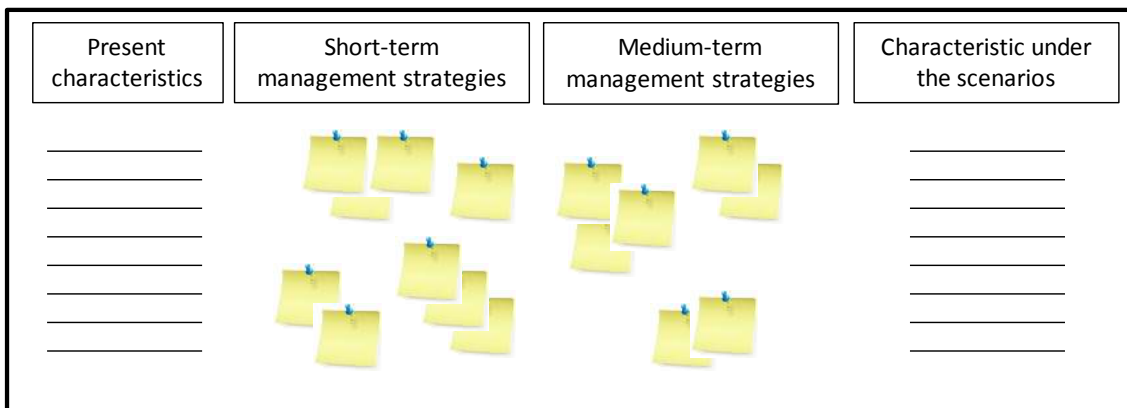 Present
characteristics
Short-term
management strategies
Medium-term
management strategies
Characteristic under
the scenarios